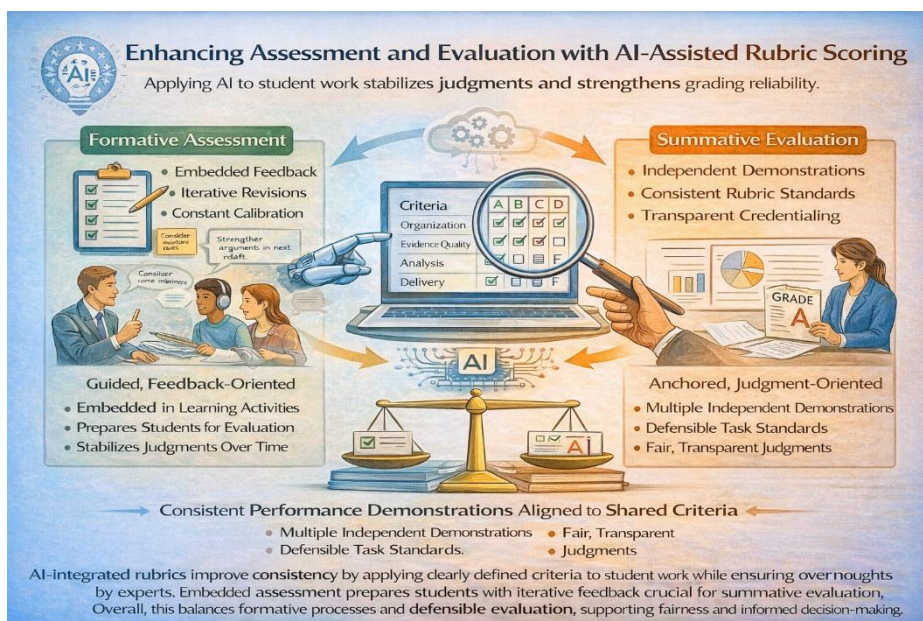 AI
Enhancing Assessment and Evaluation with AI-Assisted Rubric Scoring
Applying AI to student work stabilizes judgments and strengthens grading reliability.
Formative Assessment
• Embedded Feedback
• Iterative Revisions
• Constant Calibration
Consider
Strengther
arguments in next
Guided, Feedback-Oriented
• Embedded in Learning Activities
• Prepares Students for Evaluation
• Stabilizes Judgments Over Time
Criteria A B C D
Organization
Evidence Quality
Analysis F
Delivery F
AI
Summative Evaluation
• Independent Demonstrations
• Consistent Rubric Standards
• Transparent Credentialing
GRADE
A
Anchored, Judgment-Oriented
• Multiple Independent Demonstrations
• Defensible Task Standards
• Fair, Transparent Judgments
Consistent Performance Demonstrations Aligned to Shared Criteria
• Multiple Independent Demonstrations
• Defensible Task Standards.
• Fair, Transparent
• Judgments
AI-integrated rubrics improve consistency by applying clearly defined criteria to student work while ensuring overnoughts
by experts. Embedded assessment prepares students with iterative feedback crucial for summative evaluation,
Overall, this balances formative processes and defensible evaluation, supporting fairness and informed decision-making.